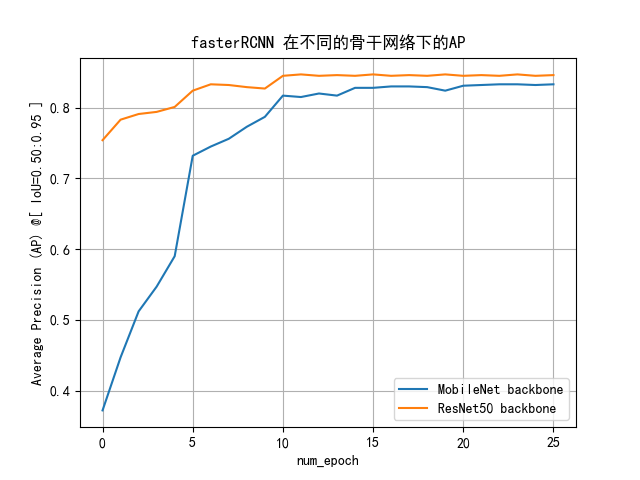 fasterRCNN 在不同的骨干网络下的AP
Average Precision (AP) @[ IoU=0.50:0.95 ]
0.8
0.7
0.6
0.5
0.4
0
5
10
15
20
25
num_epoch
MobileNet backbone
ResNet50 backbone